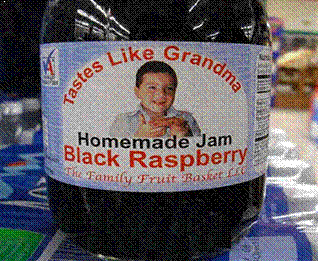 Tastes Like Grandma
Homemade Jam
Black Raspberry
The Family Fruit Basket LLC